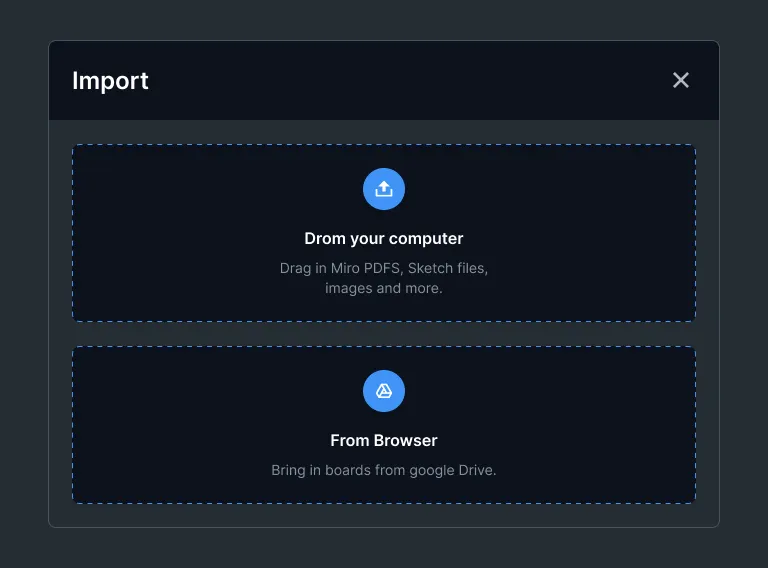 Import
Drom your computer
Drag in Miro PDFS, Sketch files,
images and more.
From Browser
Bring in boards from google Drive.